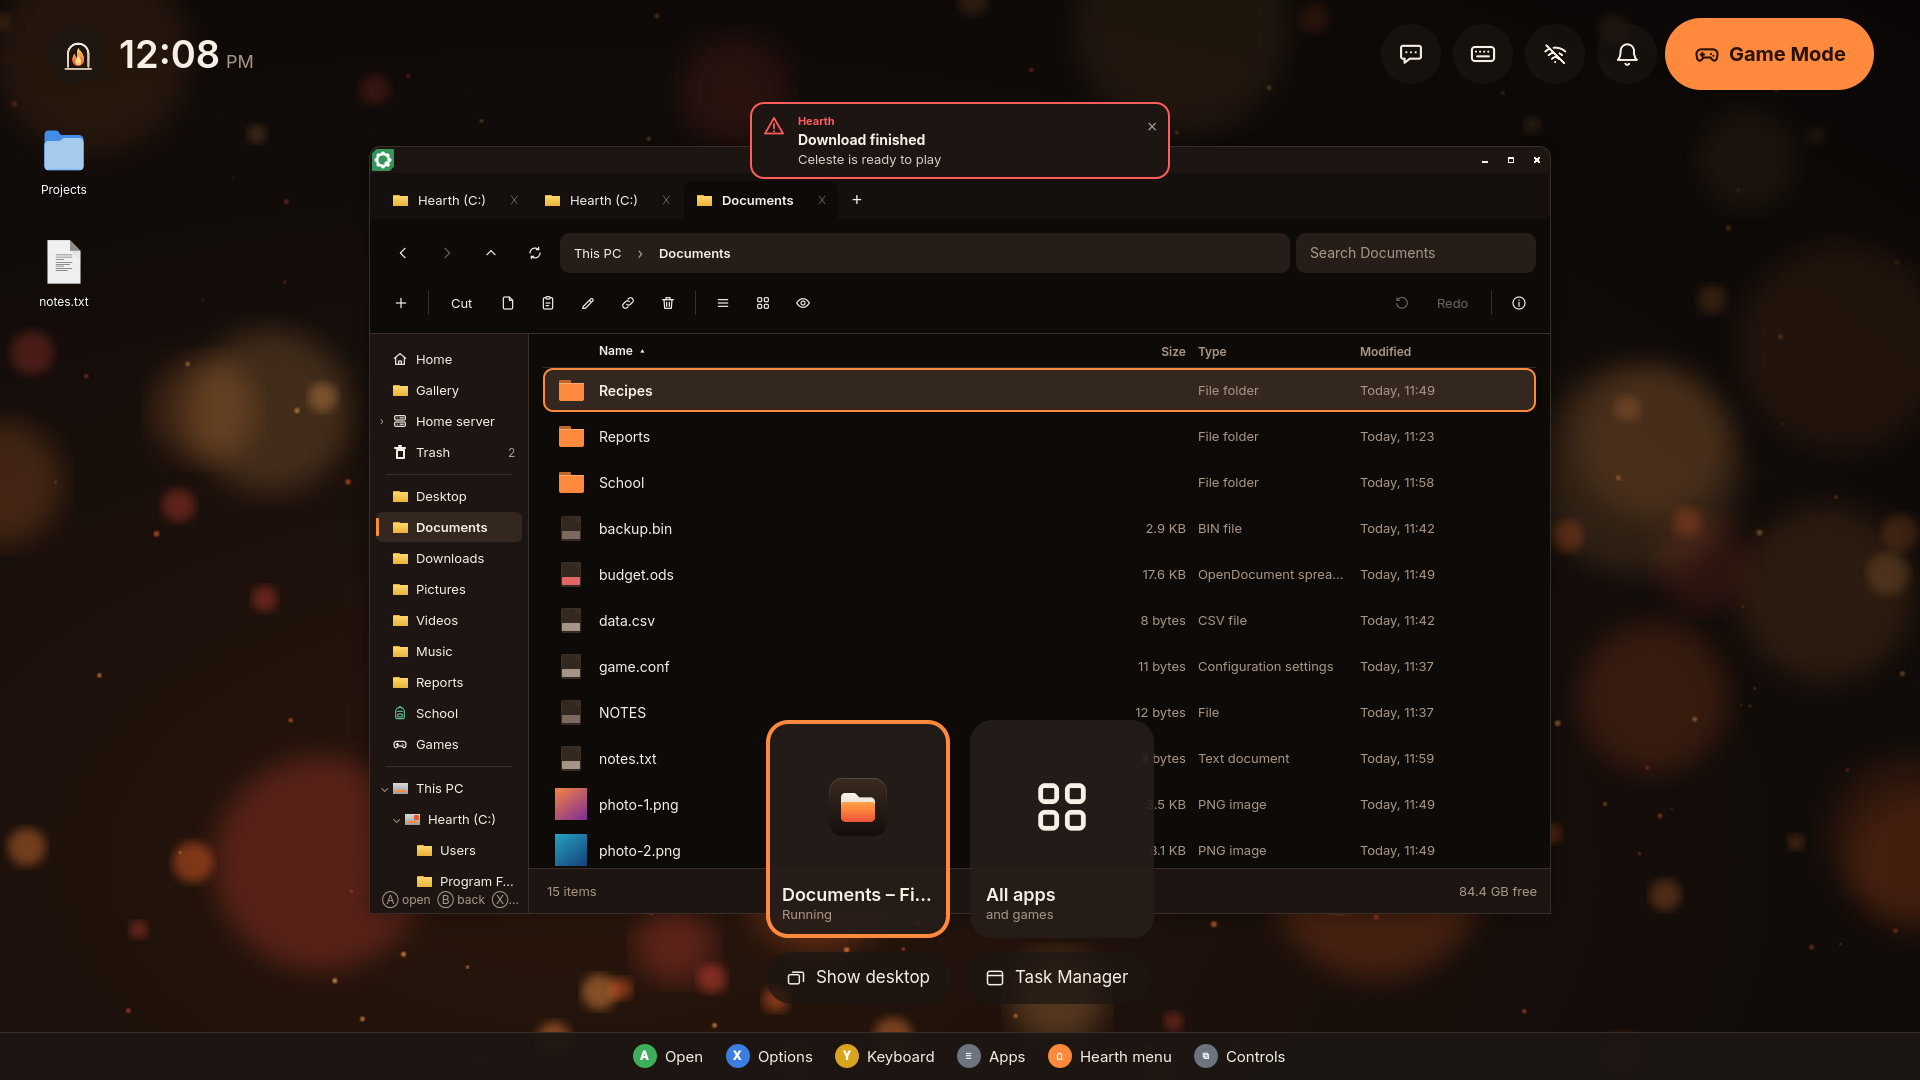 12:08 PM
Game Mode
Hearth
Download finished
Celeste is ready to play
Projects
notes.txt
Hearth (C:)
Hearth (C:)
Documents
This PC › Documents
Search Documents
Cut
Redo
Home
Gallery
Home server
Trash 2
Desktop
Documents
Downloads
Pictures
Videos
Music
Reports
School
Games
This PC
Hearth (C:)
Users
Program F...
A open B back X...
Name Size Type Modified
Recipes File folder Today, 11:49
Reports File folder Today, 11:23
School File folder Today, 11:58
backup.bin 2.9 KB BIN file Today, 11:42
budget.ods 17.6 KB OpenDocument sprea... Today, 11:49
data.csv 8 bytes CSV file Today, 11:42
game.conf 11 bytes Configuration settings Today, 11:37
NOTES 12 bytes File Today, 11:37
notes.txt bytes Text document Today, 11:59
photo-1.png KB PNG image Today, 11:49
photo-2.png KB PNG image Today, 11:49
15 items
84.4 GB free
Documents – Fi...
Running
All apps
and games
Show desktop
Task Manager
A Open X Options Y Keyboard Apps Hearth menu Controls